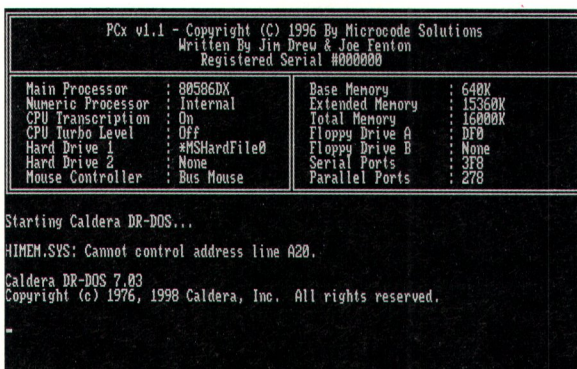 PCx v1.1 - Copyright (C) 1996 By Microcode Solutions
Written By Jim Drew & Joe Fenton
Registered Serial #000000
Main Processor : 80586DX
Numeric Processor : Internal
CPU Transcription : On
CPU Turbo Level : Off
Hard Drive 1 : *MSHardFile0
Hard Drive 2 : None
Mouse Controller : Bus Mouse
Base Memory : 640K
Extended Memory : 15360K
Total Memory : 16000K
Floppy Drive A : DF0
Floppy Drive B : None
Serial Ports : 3F8
Parallel Ports : 278
Starting Caldera DR-DOS...
HIMEM.SYS: Cannot control address line A20.
Caldera DR-DOS 7.03
Copyright (c) 1976, 1998 Caldera, Inc. All rights reserved.